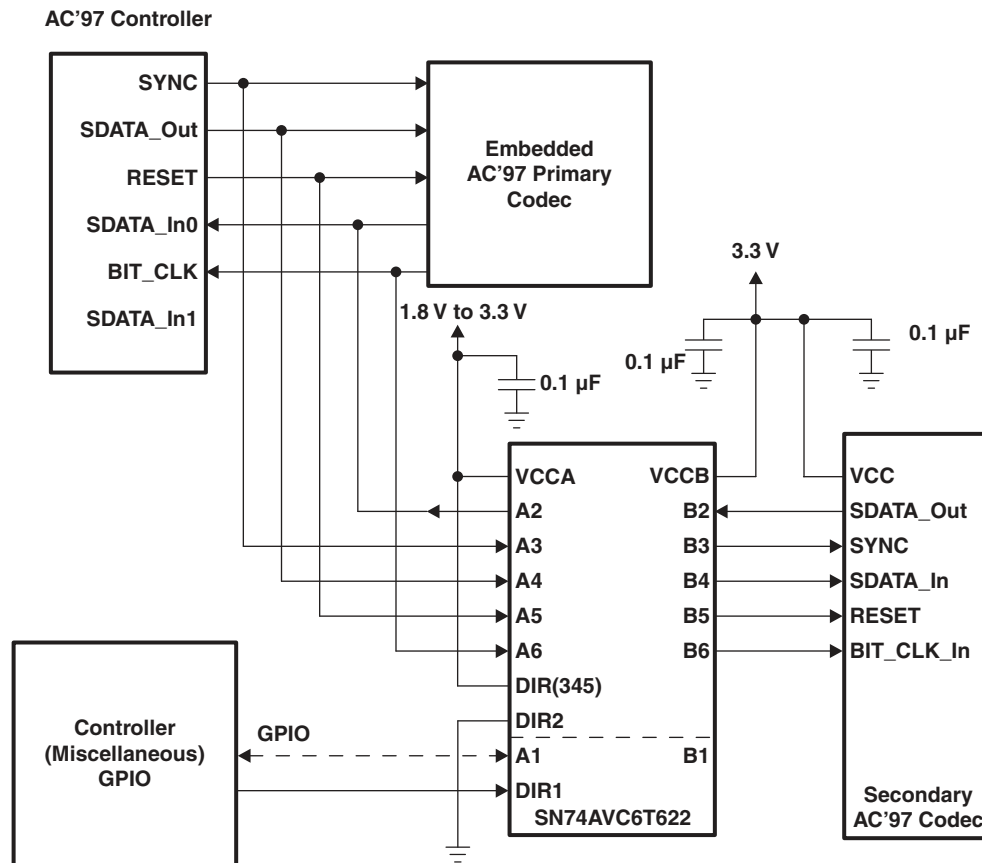 AC'97 Controller
SYNC
SDATA_Out
RESET
SDATA_In0
BIT_CLK
SDATA_In1
Embedded
AC'97 Primary
Codec
1.8 V to 3.3 V
0.1 µF
3.3 V
0.1 µF
0.1 µF
VCCA
A2
A3
A4
A5
A6
DIR(345)
DIR2
A1
DIR1
VCCB
B2
B3
B4
B5
B6
B1
SN74AVC6T622
VCC
SDATA_Out
SYNC
SDATA_In
RESET
BIT_CLK_In
Secondary
AC'97 Codec
Controller
(Miscellaneous)
GPIO
GPIO